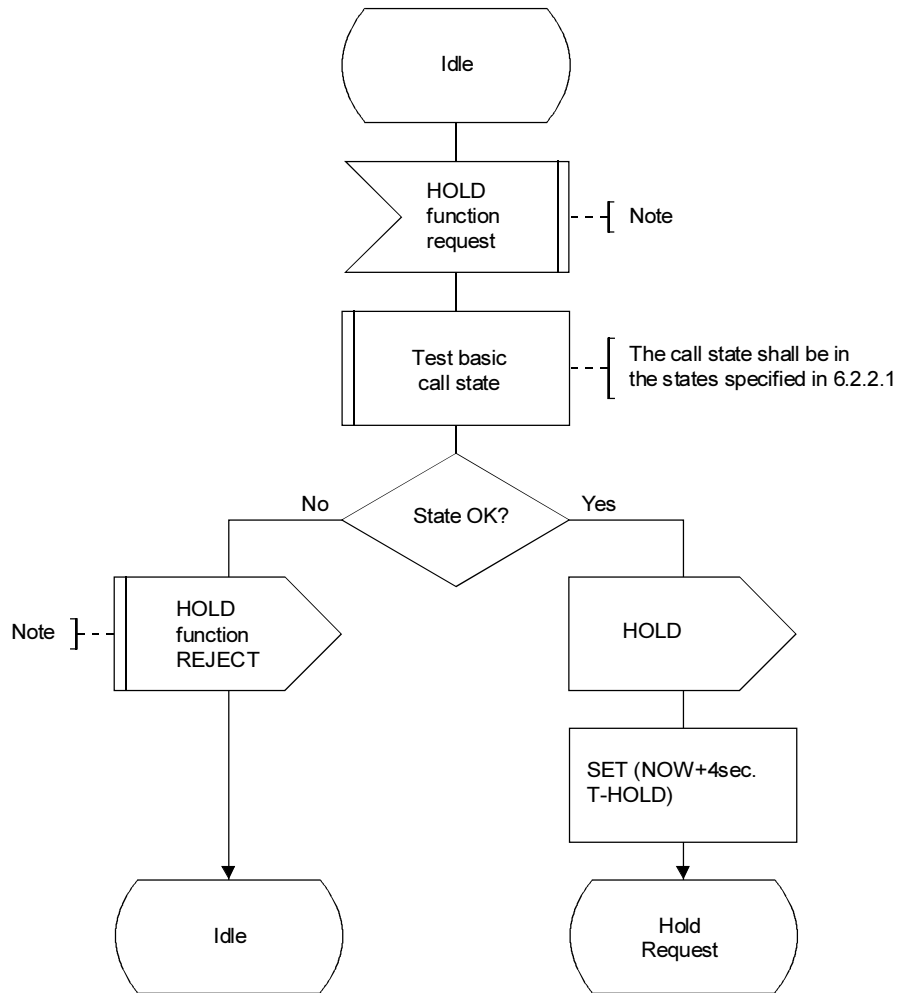 Idle
HOLD
function
request
Note
Test basic
call state
The call state shall be in
the states specified in 6.2.2.1
No
State OK?
Yes
Note
HOLD
function
REJECT
HOLD
SET (NOW+4sec.
T-HOLD)
Idle
Hold
Request